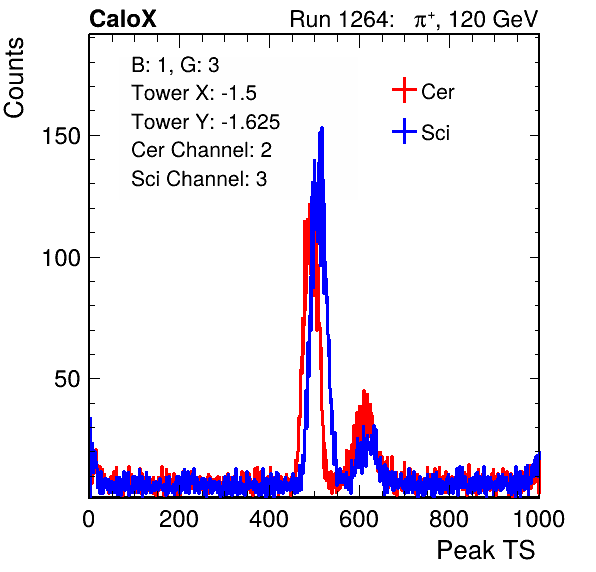 CaloX Run 1264: π⁺, 120 GeV
Counts
B: 1, G: 3
Tower X: -1.5
Tower Y: -1.625
Cer Channel: 2
Sci Channel: 3
Cer
Sci
150
100
50
0 200 400 600 800 1000
Peak TS